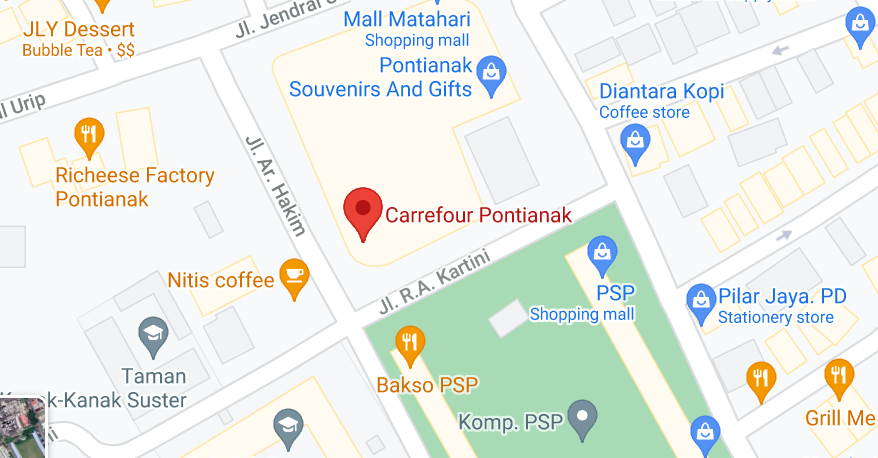 JLY Dessert
Bubble Tea • $$
Jl. Jendral
Mall Matahari
Shopping mall
Pontianak
Souvenirs And Gifts
Diantara Kopi
Coffee store
Urip
Richeese Factory
Pontianak
Jl. Ar. Hakim
Carrefour Pontianak
Nitis coffee
Jl. R.A. Kartini
PSP
Shopping mall
Pilar Jaya. PD
Stationery store
Taman
-Kanak Suster
Bakso PSP
Komp. PSP
Grill Me